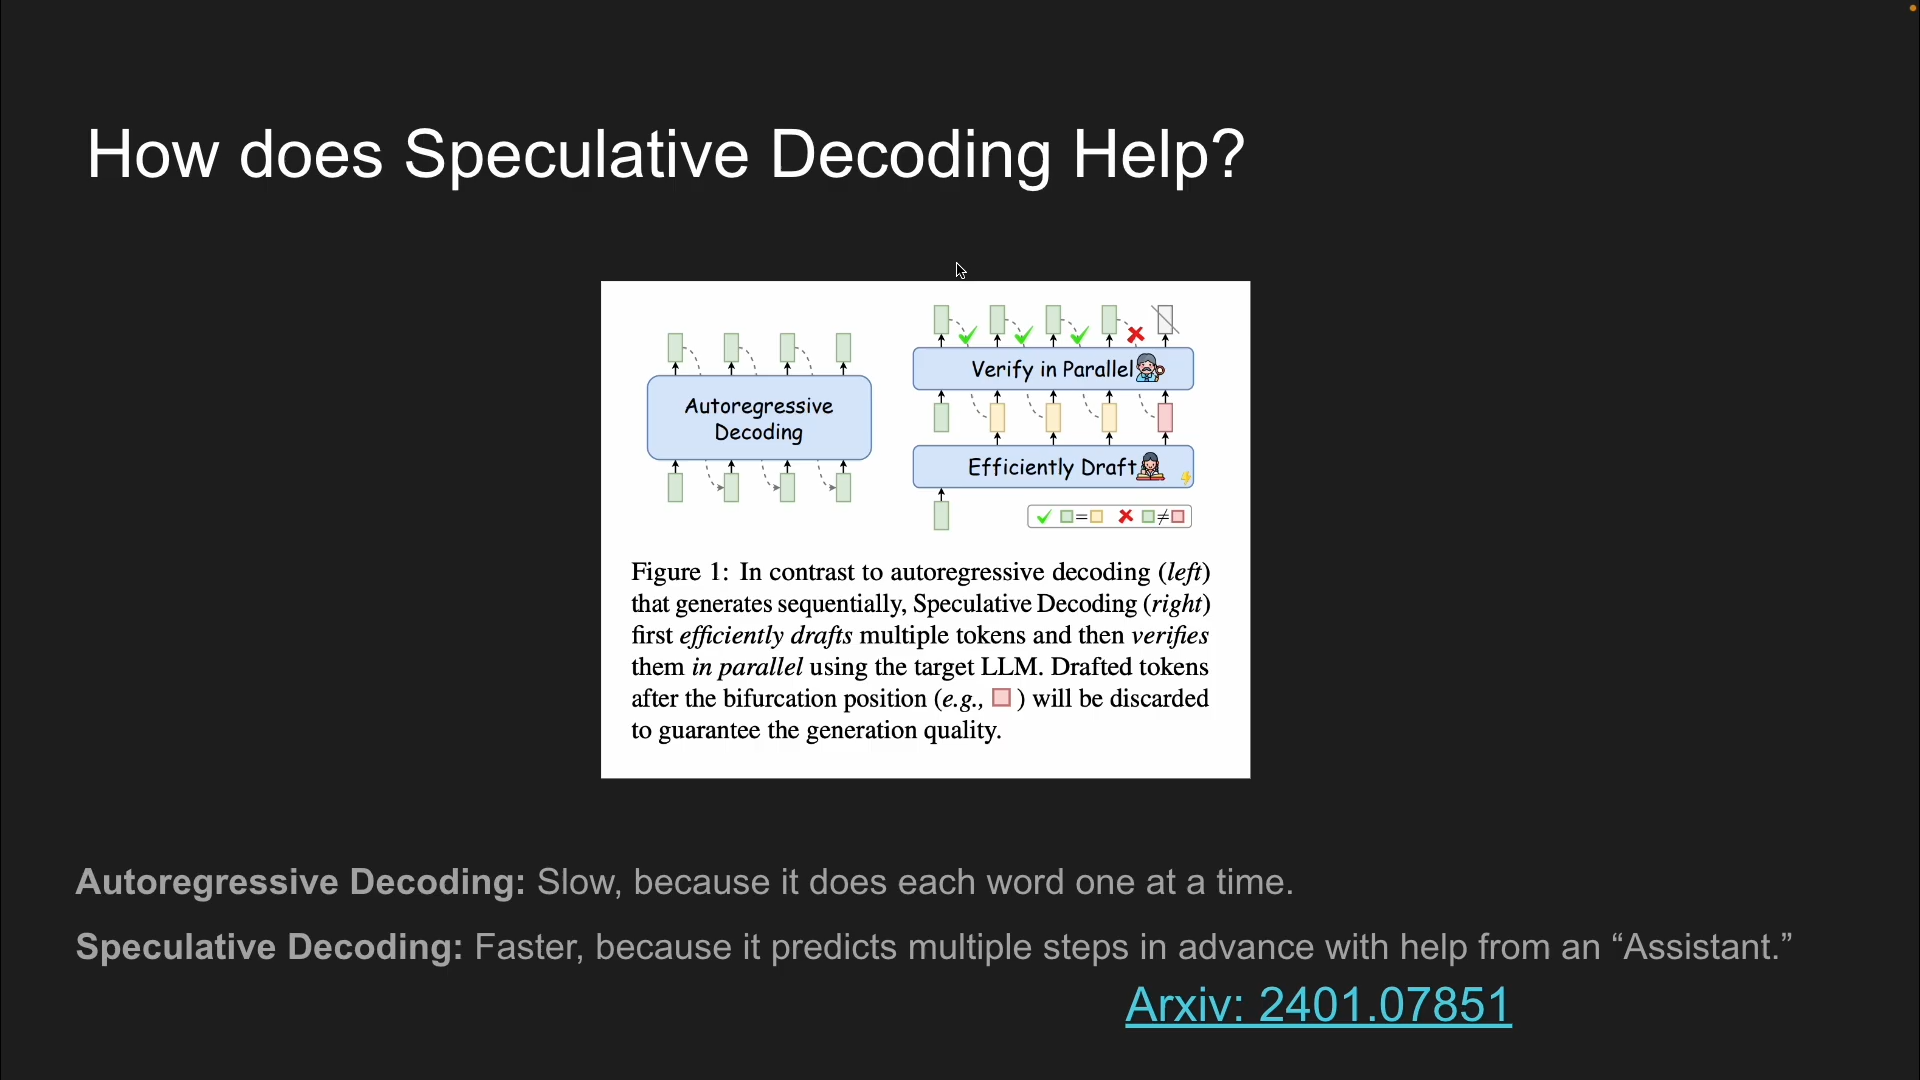 How does Speculative Decoding Help?
Autoregressive
Decoding
Verify in Parallel
Efficiently Draft
= ≠
Figure 1: In contrast to autoregressive decoding (left)
that generates sequentially, Speculative Decoding (right)
first efficiently drafts multiple tokens and then verifies
them in parallel using the target LLM. Drafted tokens
after the bifurcation position (e.g., ) will be discarded
to guarantee the generation quality.
Autoregressive Decoding: Slow, because it does each word one at a time.
Speculative Decoding: Faster, because it predicts multiple steps in advance with help from an “Assistant.”
Arxiv: 2401.07851